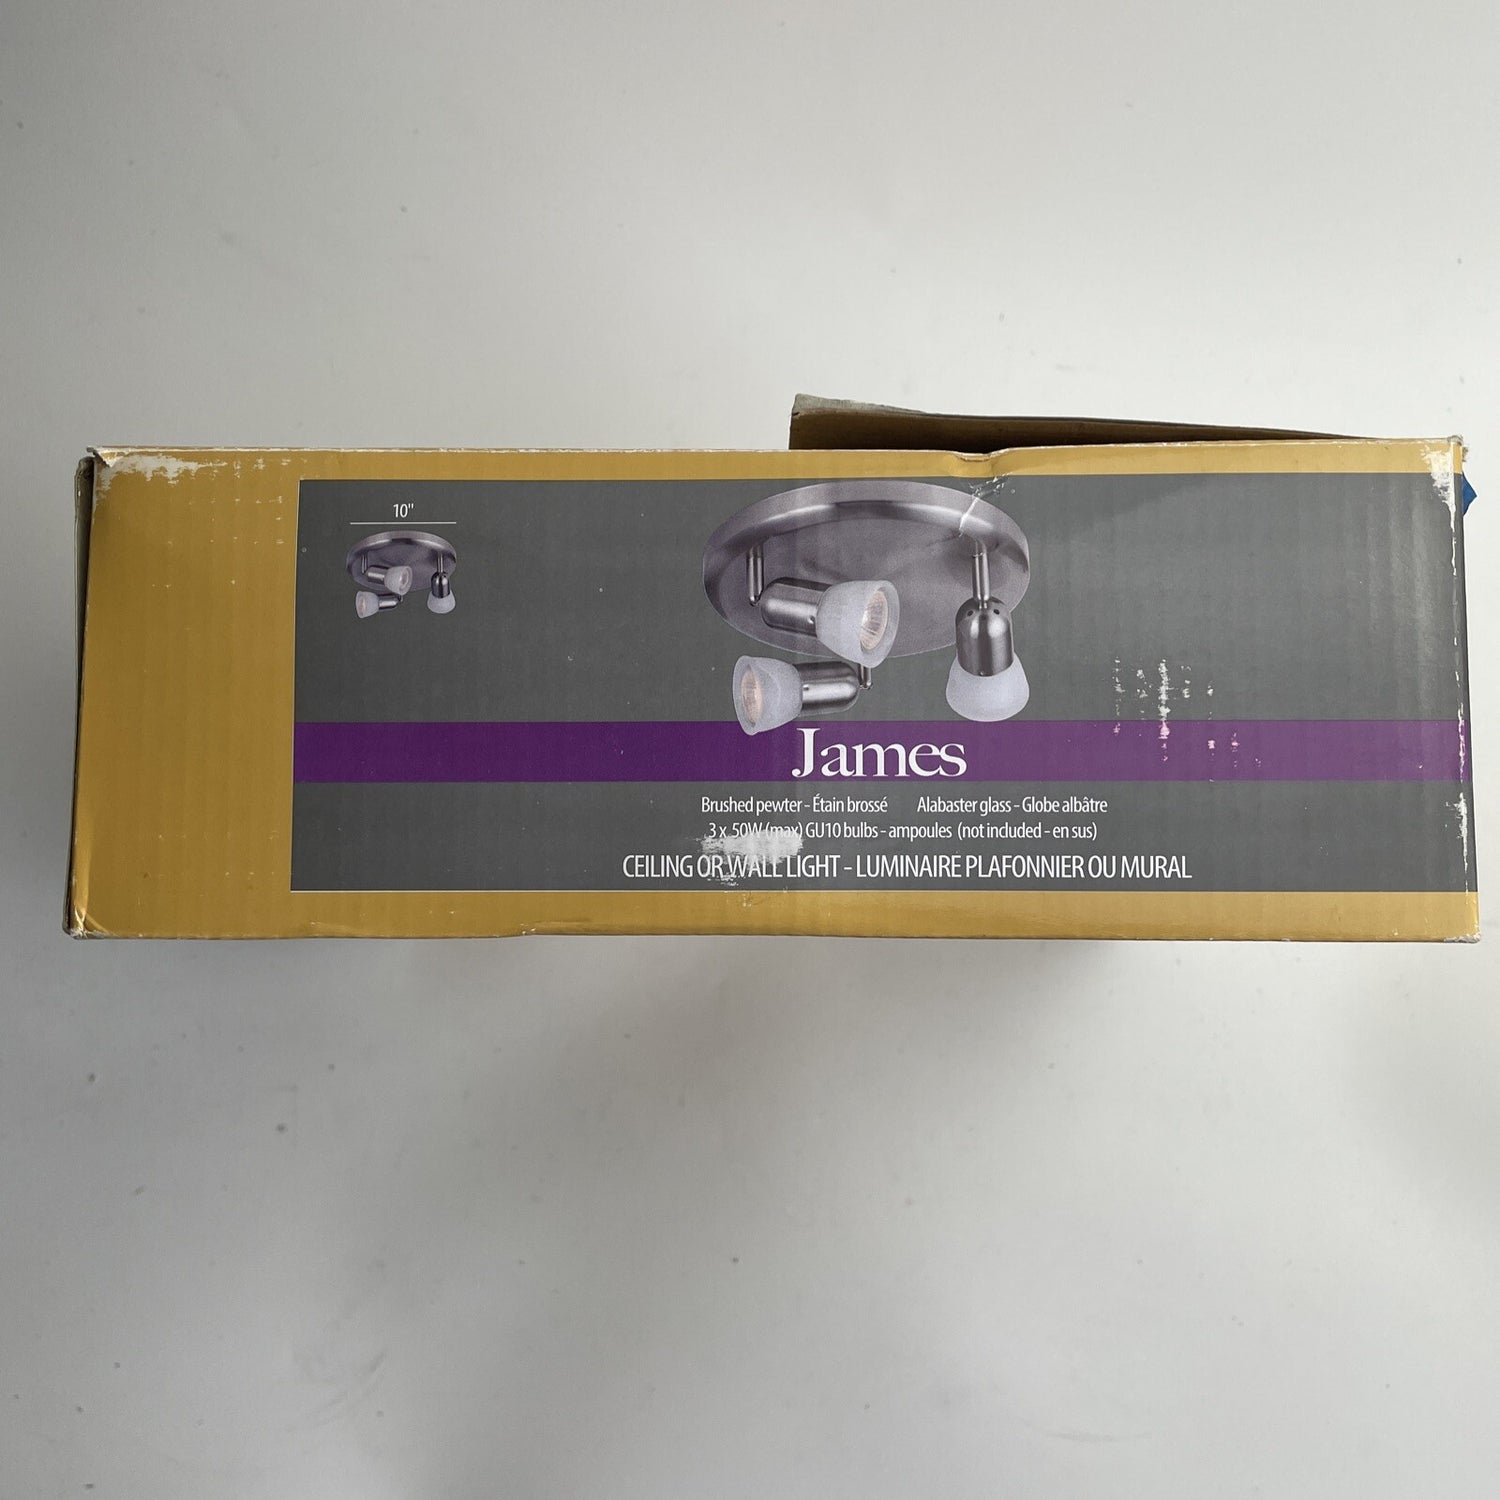 10"
James
Brushed pewter - Étain brossé Alabaster glass - Globe albâtre
3 x 50W (max) GU10 bulbs - ampoules (not included - en sus)
CEILING OR WALL LIGHT - LUMINAIRE PLAFONNIER OU MURAL